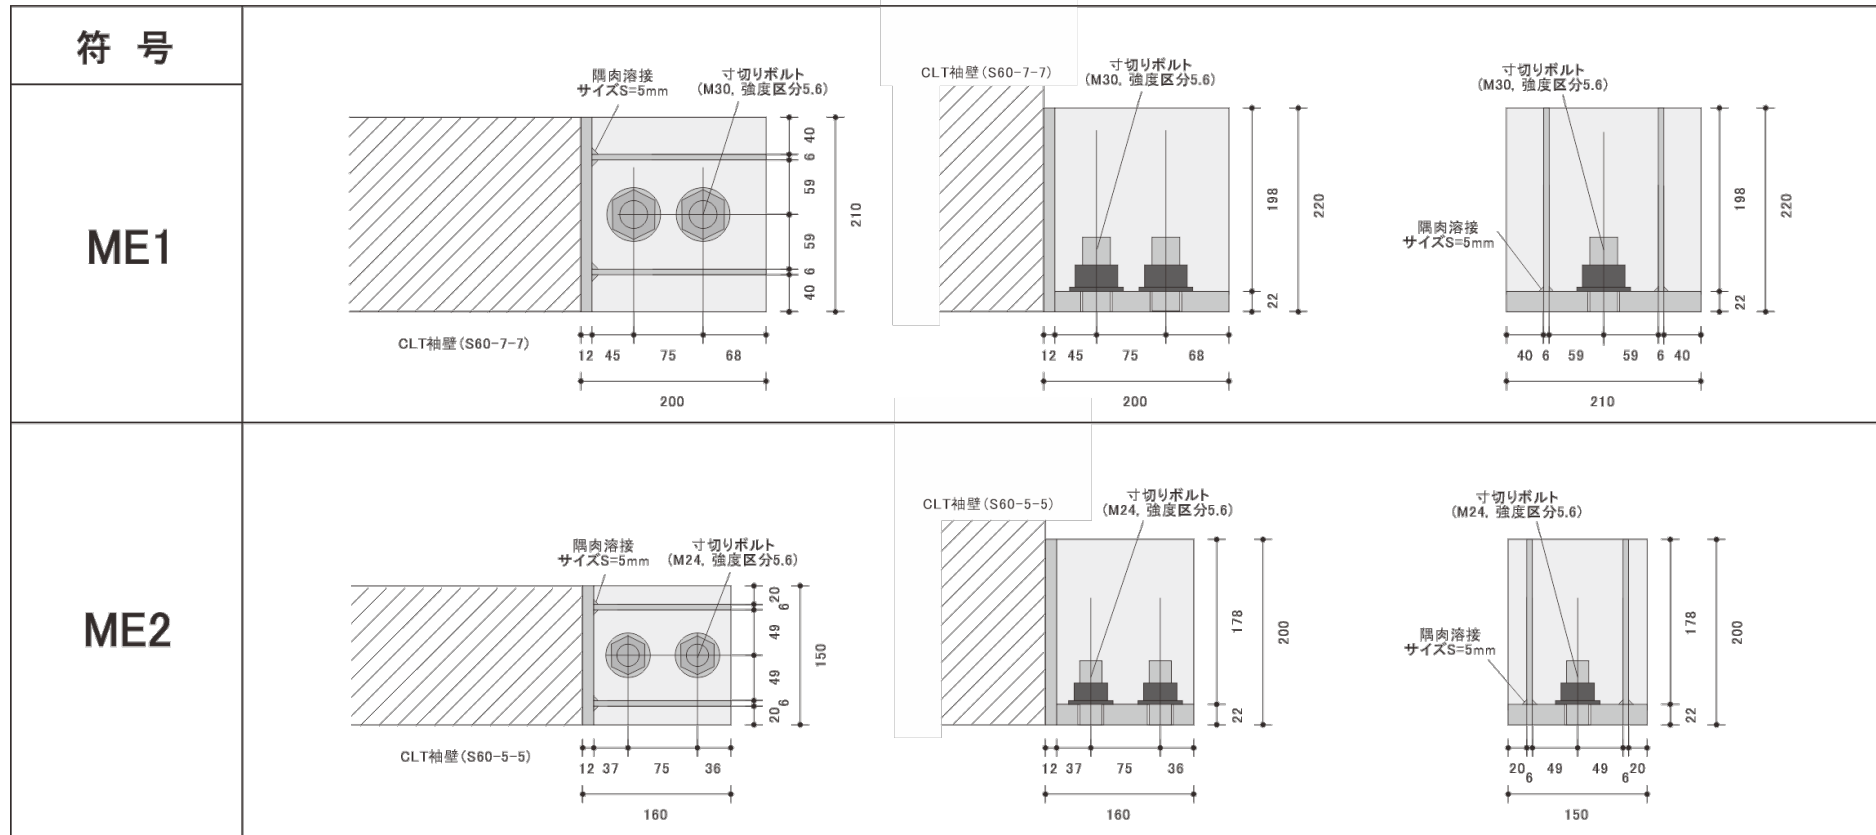 符 号
ME1
隅肉溶接
サイズS=5mm
寸切りボルト
(M30, 強度区分5.6)
40
6
59
59
6
40
210
CLT袖壁(S60-7-7)
12 45 75 68
200
CLT袖壁(S60-7-7)
寸切りボルト
(M30, 強度区分5.6)
198
22
220
12 45 75 68
200
寸切りボルト
(M30, 強度区分5.6)
隅肉溶接
サイズS=5mm
198
22
220
40 6 59 59 6 40
210
ME2
隅肉溶接
サイズS=5mm
寸切りボルト
(M24, 強度区分5.6)
20
6
49
49
6
20
150
CLT袖壁(S60-5-5)
12 37 75 36
160
CLT袖壁(S60-5-5)
寸切りボルト
(M24, 強度区分5.6)
178
22
200
12 37 75 36
160
寸切りボルト
(M24, 強度区分5.6)
隅肉溶接
サイズS=5mm
178
22
200
20 6 49 49 6 20
150